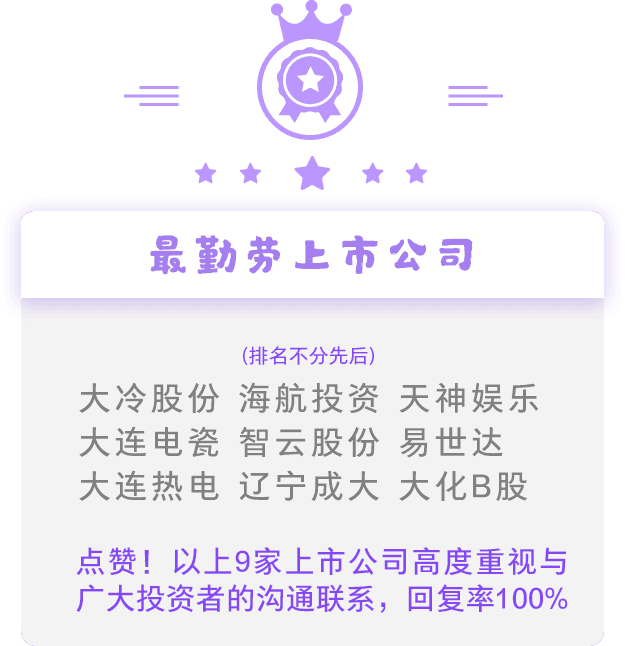 最勤劳上市公司
(排名不分先后)
大冷股份 海航投资 天神娱乐
大连电瓷 智云股份 易世达
大连热电 辽宁成大 大化B股
点赞！以上9家上市公司高度重视与
广大投资者的沟通联系，回复率100%